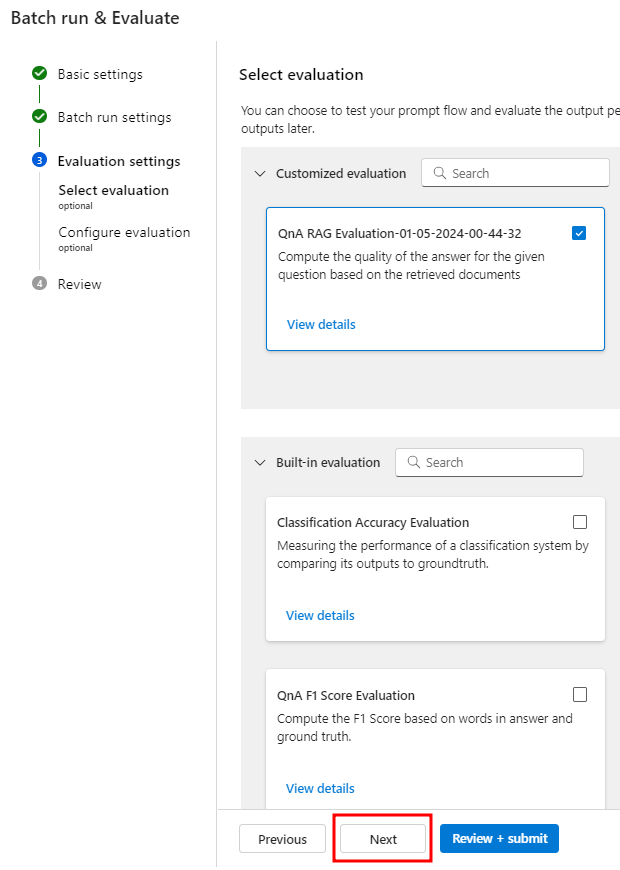 Batch run & Evaluate
Basic settings
Batch run settings
3
Evaluation settings
Select evaluation
optional
Configure evaluation
optional
4
Review
Select evaluation
You can choose to test your prompt flow and evaluate the output pe
outputs later.
Customized evaluation
Search
QnA RAG Evaluation-01-05-2024-00-44-32
Compute the quality of the answer for the given
question based on the retrieved documents
View details
Built-in evaluation
Search
Classification Accuracy Evaluation
Measuring the performance of a classification system by
comparing its outputs to groundtruth.
View details
QnA F1 Score Evaluation
Compute the F1 Score based on words in answer and
ground truth.
View details
Previous
Next
Review + submit